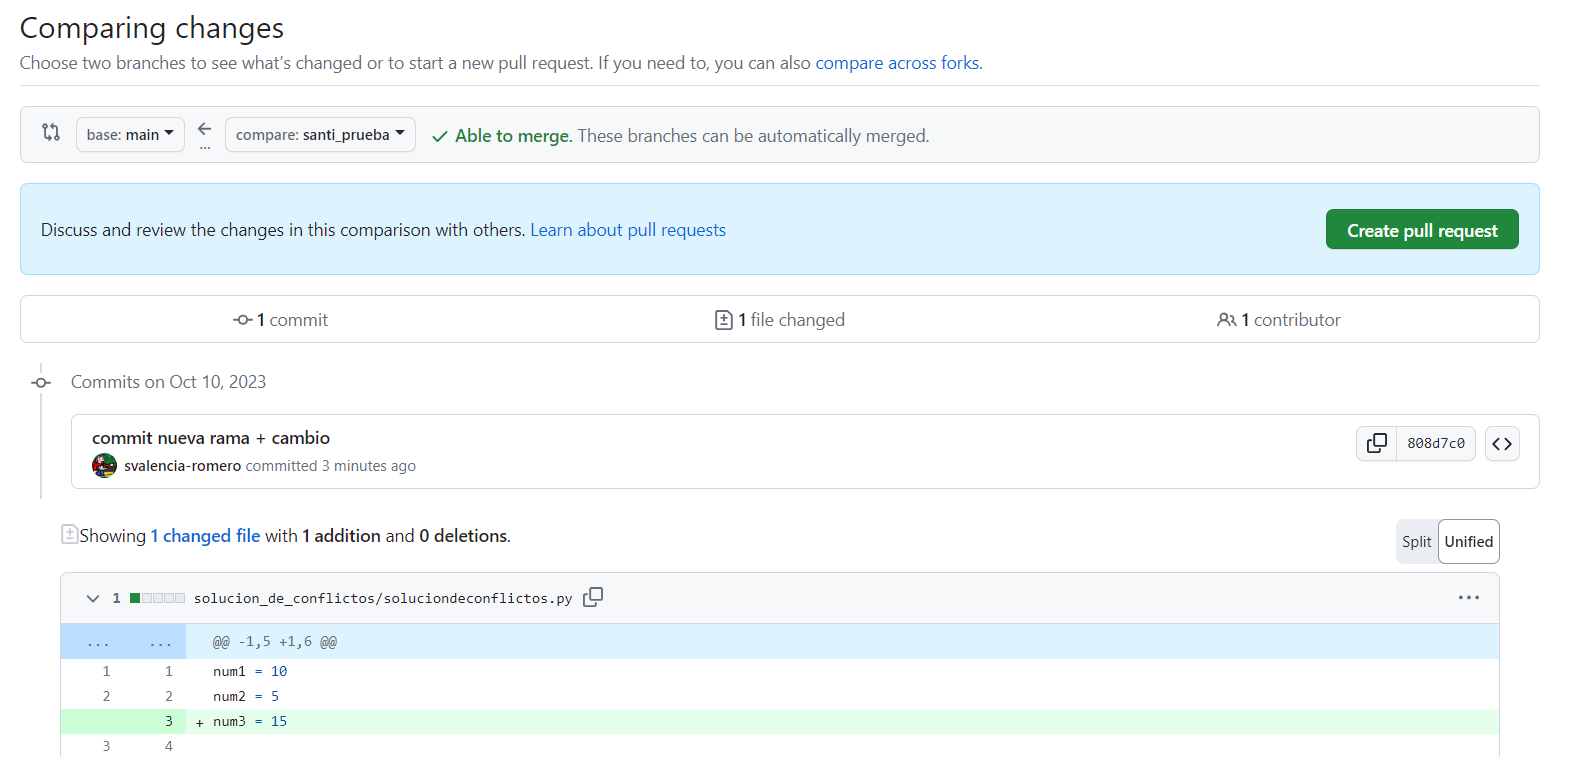 Comparing changes
Choose two branches to see what's changed or to start a new pull request. If you need to, you can also compare across forks.
base: main ... compare: santi_prueba Able to merge. These branches can be automatically merged.
Discuss and review the changes in this comparison with others. Learn about pull requests Create pull request
1 commit 1 file changed 1 contributor
Commits on Oct 10, 2023
commit nueva rama + cambio
808d7c0
svalencia-romero committed 3 minutes ago
Showing 1 changed file with 1 addition and 0 deletions.
Split Unified
1 solucion_de_conflictos/soluciondeconflictos.py
... ... @@ -1,5 +1,6 @@
1 1 num1 = 10
2 2 num2 = 5
3 + num3 = 15
3 4